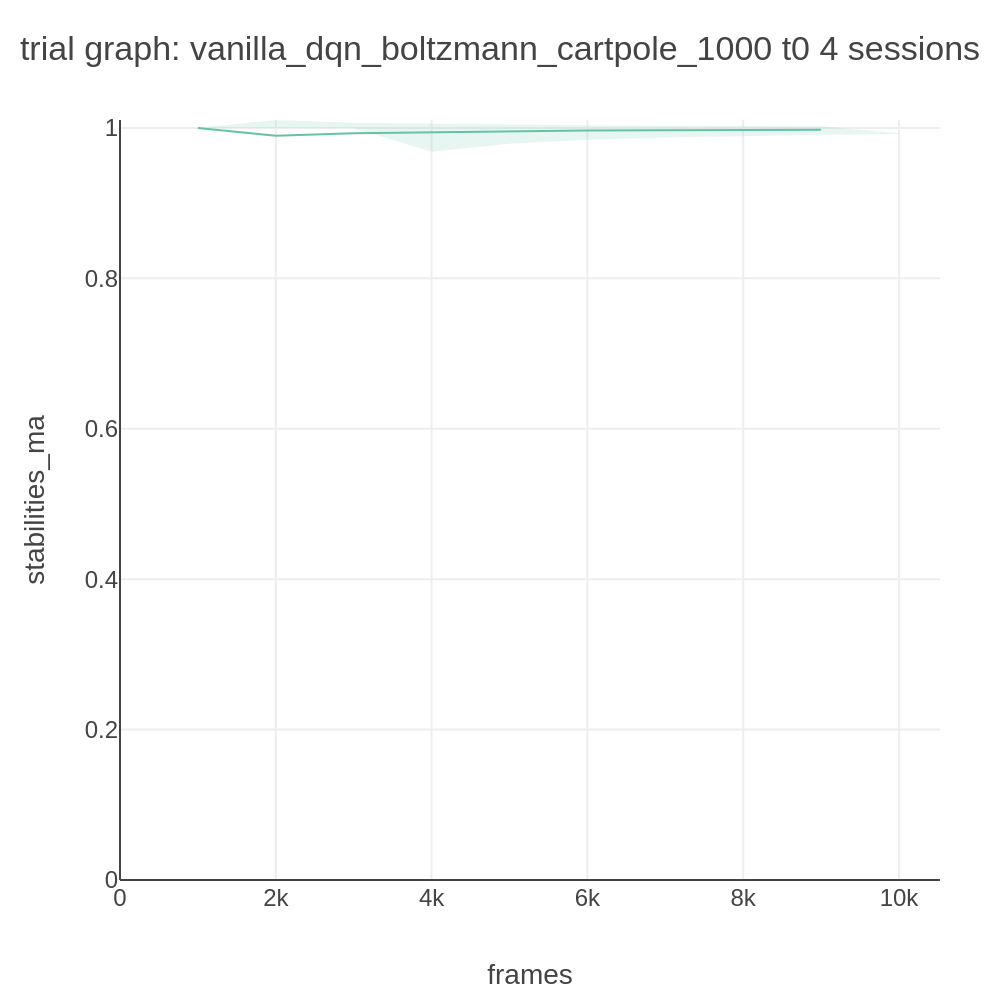 trial graph: vanilla_dqn_boltzmann_cartpole_1000 t0 4 sessions
1
0.8
0.6
0.4
0.2
0
stabilities_ma
0 2k 4k 6k 8k 10k
frames